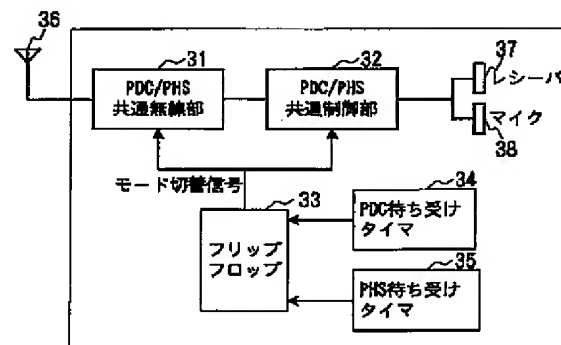 36
31
32
37
PDC/PHS
共通無線部
PDC/PHS
共通制御部
レシーバ
マイク
38
モード切替信号
33
34
フリップ
フロップ
PDC待ち受け
タイマ
35
PHS待ち受け
タイマ